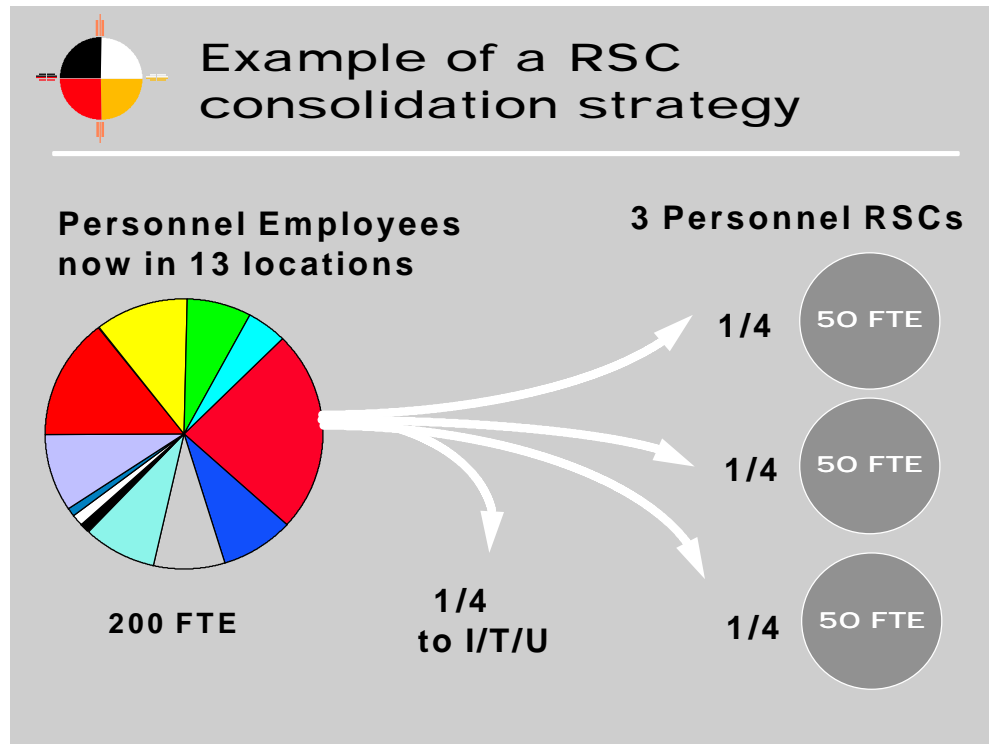 Example of a RSC
consolidation strategy
Personnel Employees
now in 13 locations
200 FTE
1/4
to I/T/U
3 Personnel RSCs
1/4
50 FTE
1/4
50 FTE
1/4
50 FTE